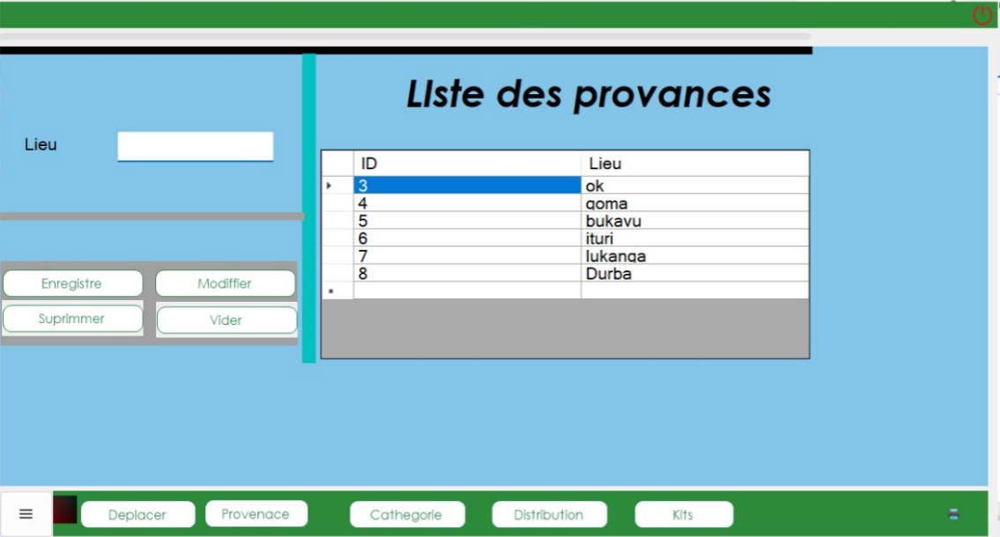 LIste des provances
Lieu
ID Lieu
3 ok
4 goma
5 bukavu
6 ituri
7 lukanga
8 Durba
Enregistre Modiffier
Suprimmer Vider
Deplacer Provenace Cathegorie Distribution Kits